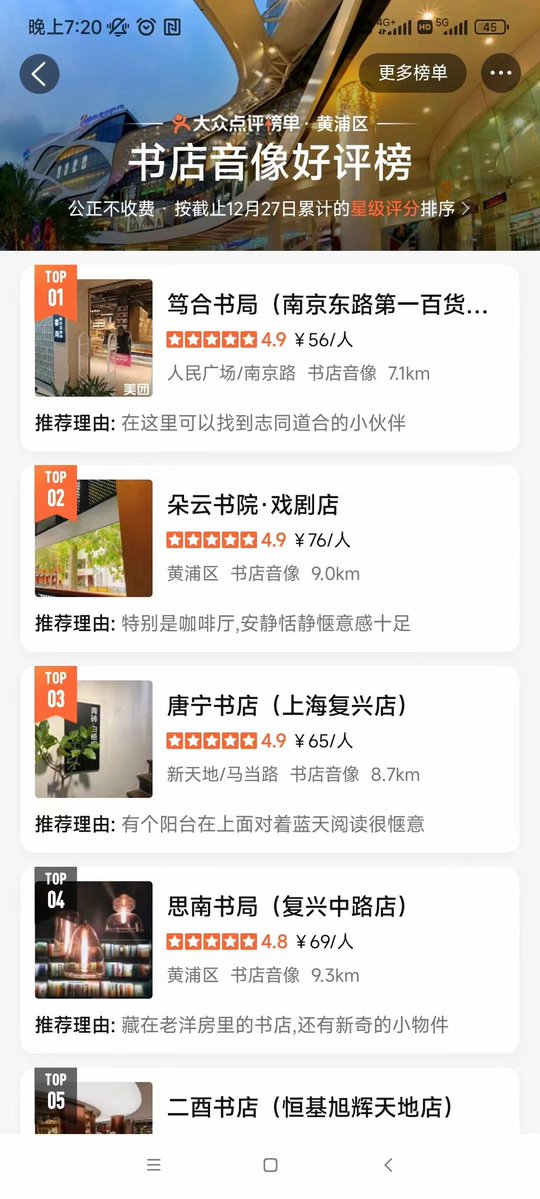 晚上7:20
4G+
HD
5G
45
更多榜单
大众点评榜单·黄浦区
书店音像好评榜
公正不收费 · 按截止12月27日累计的星级评分排序
TOP
01
笃合书局（南京东路第一百货...
4.9 ¥56/人
人民广场/南京路 书店音像 7.1km
美团
推荐理由: 在这里可以找到志同道合的小伙伴
TOP
02
朵云书院·戏剧店
4.9 ¥76/人
黄浦区 书店音像 9.0km
推荐理由: 特别是咖啡厅,安静恬静惬意感十足
TOP
03
唐宁书店（上海复兴店）
4.9 ¥65/人
新天地/马当路 书店音像 8.7km
推荐理由: 有个阳台在上面对着蓝天阅读很惬意
TOP
04
思南书局（复兴中路店）
4.8 ¥69/人
黄浦区 书店音像 9.3km
推荐理由: 藏在老洋房里的书店,还有新奇的小物件
TOP
05
二酉书店（恒基旭辉天地店）